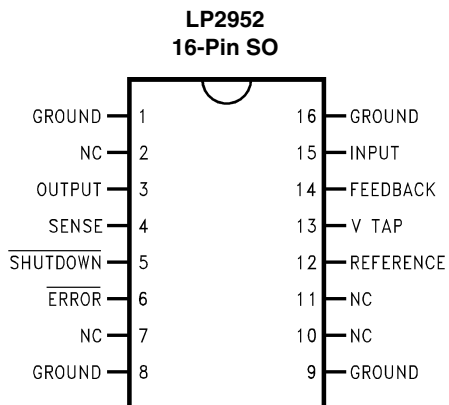 LP2952
16-Pin SO
GROUND 1 16 GROUND
NC 2 15 INPUT
OUTPUT 3 14 FEEDBACK
SENSE 4 13 V TAP
SHUTDOWN 5 12 REFERENCE
ERROR 6 11 NC
NC 7 10 NC
GROUND 8 9 GROUND